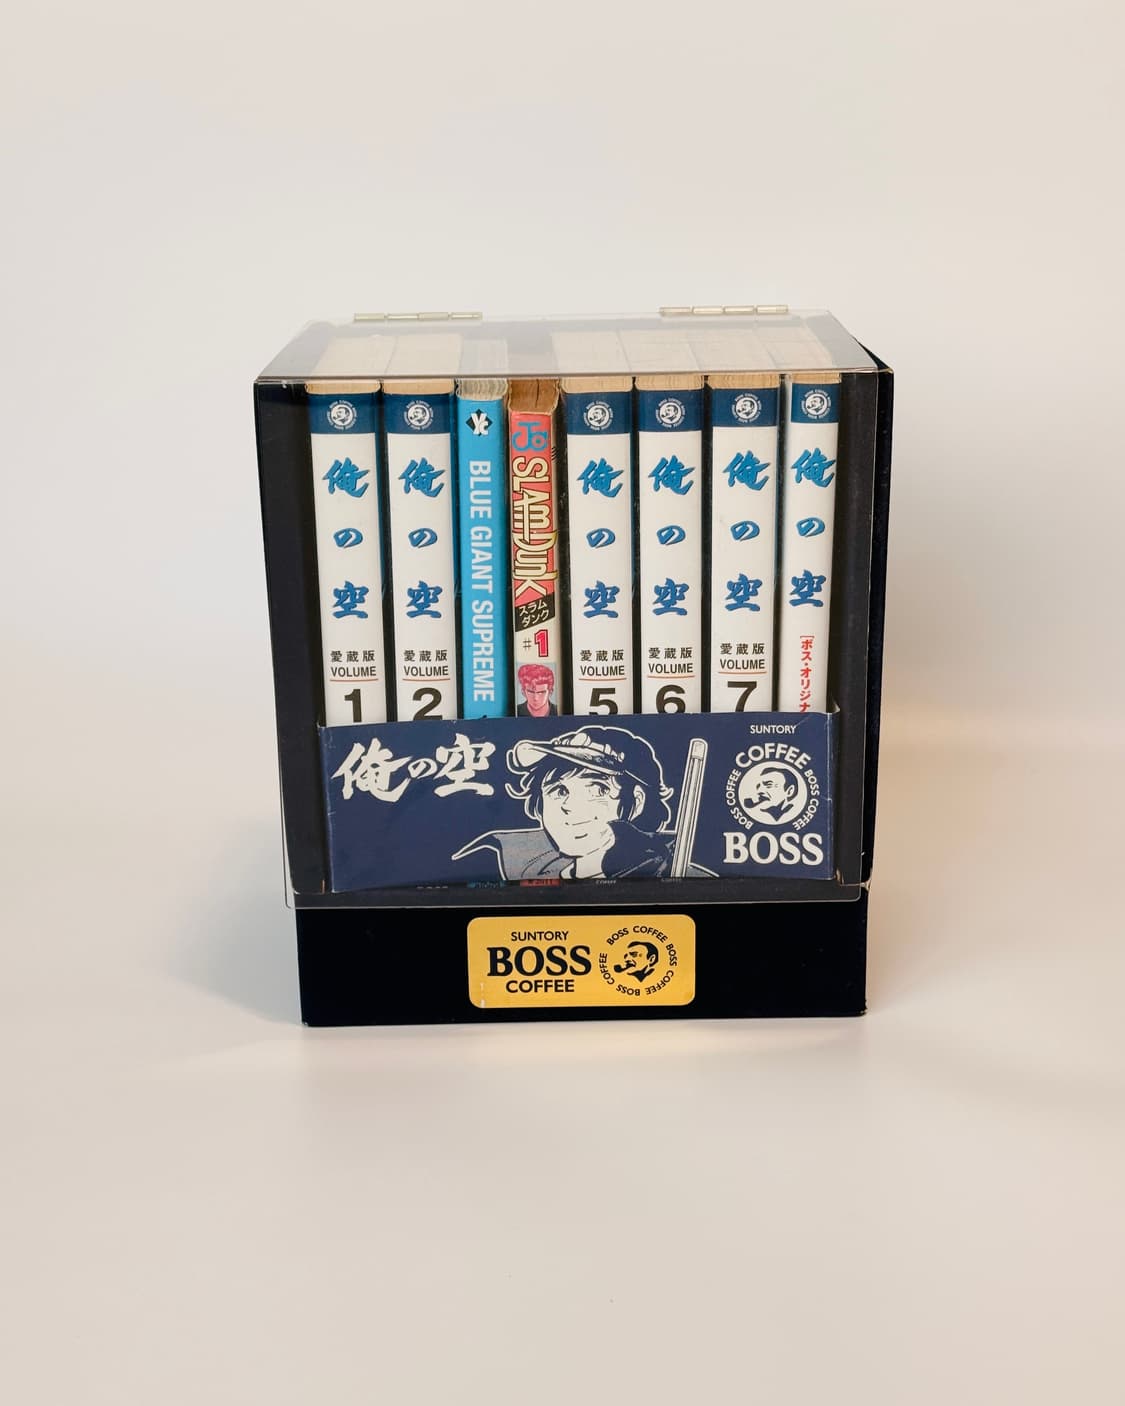 俺の空
愛蔵版
VOLUME
1
俺の空
愛蔵版
VOLUME
2
BLUE GIANT SUPREME
SLAM DUNK
スラム
ダンク
#1
俺の空
愛蔵版
VOLUME
5
俺の空
愛蔵版
VOLUME
6
俺の空
愛蔵版
VOLUME
7
俺の空
[ボス・オリジナ
俺の空
SUNTORY
BOSS COFFEE BOSS COFFEE
BOSS
SUNTORY
BOSS
COFFEE
BOSS COFFEE BOSS COFFEE BOSS COFFEE